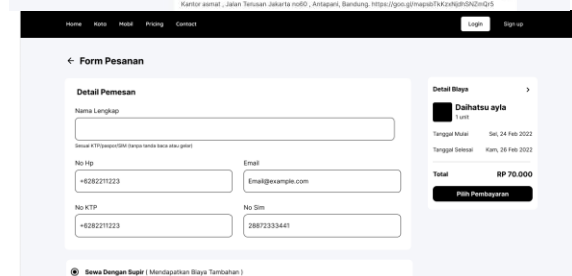 Kantor asmat , Jalan Terusan Jakarta no60 , Antapani, Bandung. https://goo.gl/mapsbTkKzxNjdhSNZmQr5
Home Koto Mobil Pricing Contact Login Sign up
← Form Pesanan
Detail Pemesan
Nama Lengkap
Sesuai KTP/paspor/SIM (tanpa tanda baca atau gelar)
No Hp Email
+6282211223 Email@example.com
No KTP No Sim
+6282211223 28672333441
Sewa Dengan Supir ( Mendapatkan Biaya Tambahan )
Detail Biaya >
Daihatsu ayla
1 unit
Tanggal Mulai Sel, 24 Feb 2022
Tanggal Selesai Kam, 26 Feb 2022
Total RP 70.000
Pilih Pembayaran